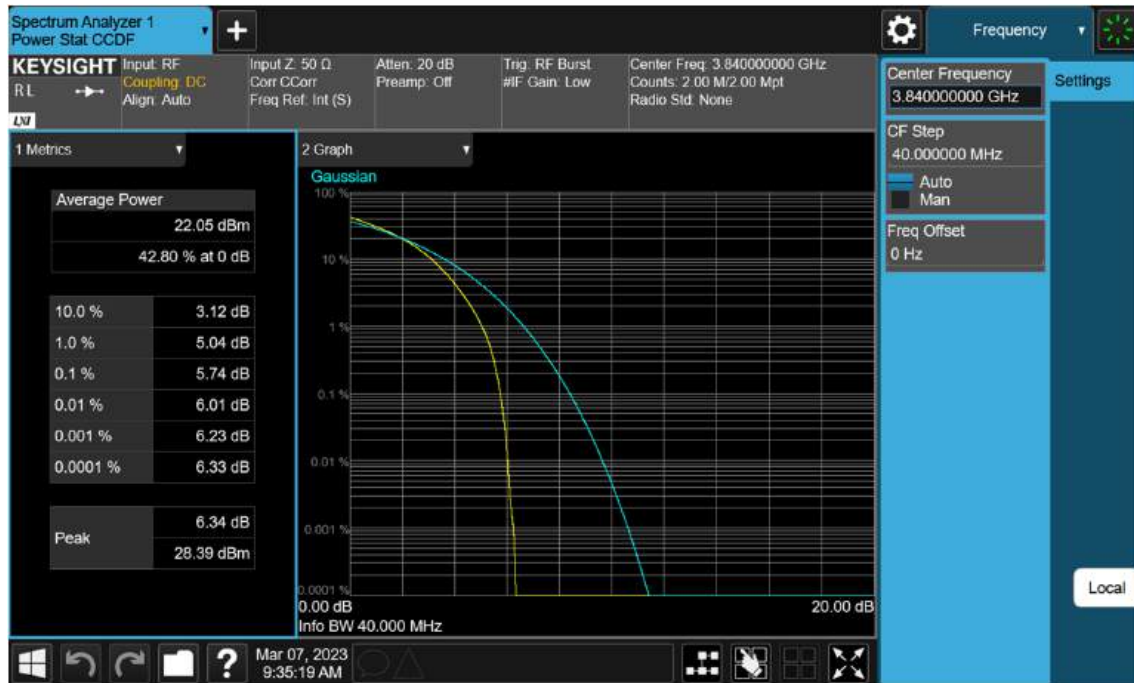 Spectrum Analyzer 1
Power Stat CCDF
+
Frequency
KEYSIGHT
RL
LXI
Input: RF
Coupling: DC
Align: Auto
Input Z: 50 Ω
Corr CCorr
Freq Ref: Int (S)
Atten: 20 dB
Preamp: Off
Trig: RF Burst
#IF Gain: Low
Center Freq: 3.840000000 GHz
Counts: 2.00 M/2.00 Mpt
Radio Std: None
1 Metrics
Average Power
22.05 dBm
42.80 % at 0 dB
10.0 % 3.12 dB
1.0 % 5.04 dB
0.1 % 5.74 dB
0.01 % 6.01 dB
0.001 % 6.23 dB
0.0001 % 6.33 dB
Peak
6.34 dB
28.39 dBm
2 Graph
Gaussian
100 %
10 %
1 %
0.1 %
0.01 %
0.001 %
0.0001 %
0.00 dB 20.00 dB
Info BW 40.000 MHz
Center Frequency
3.840000000 GHz
CF Step
40.000000 MHz
Auto
Man
Freq Offset
0 Hz
Settings
Local
?
Mar 07, 2023
9:35:19 AM